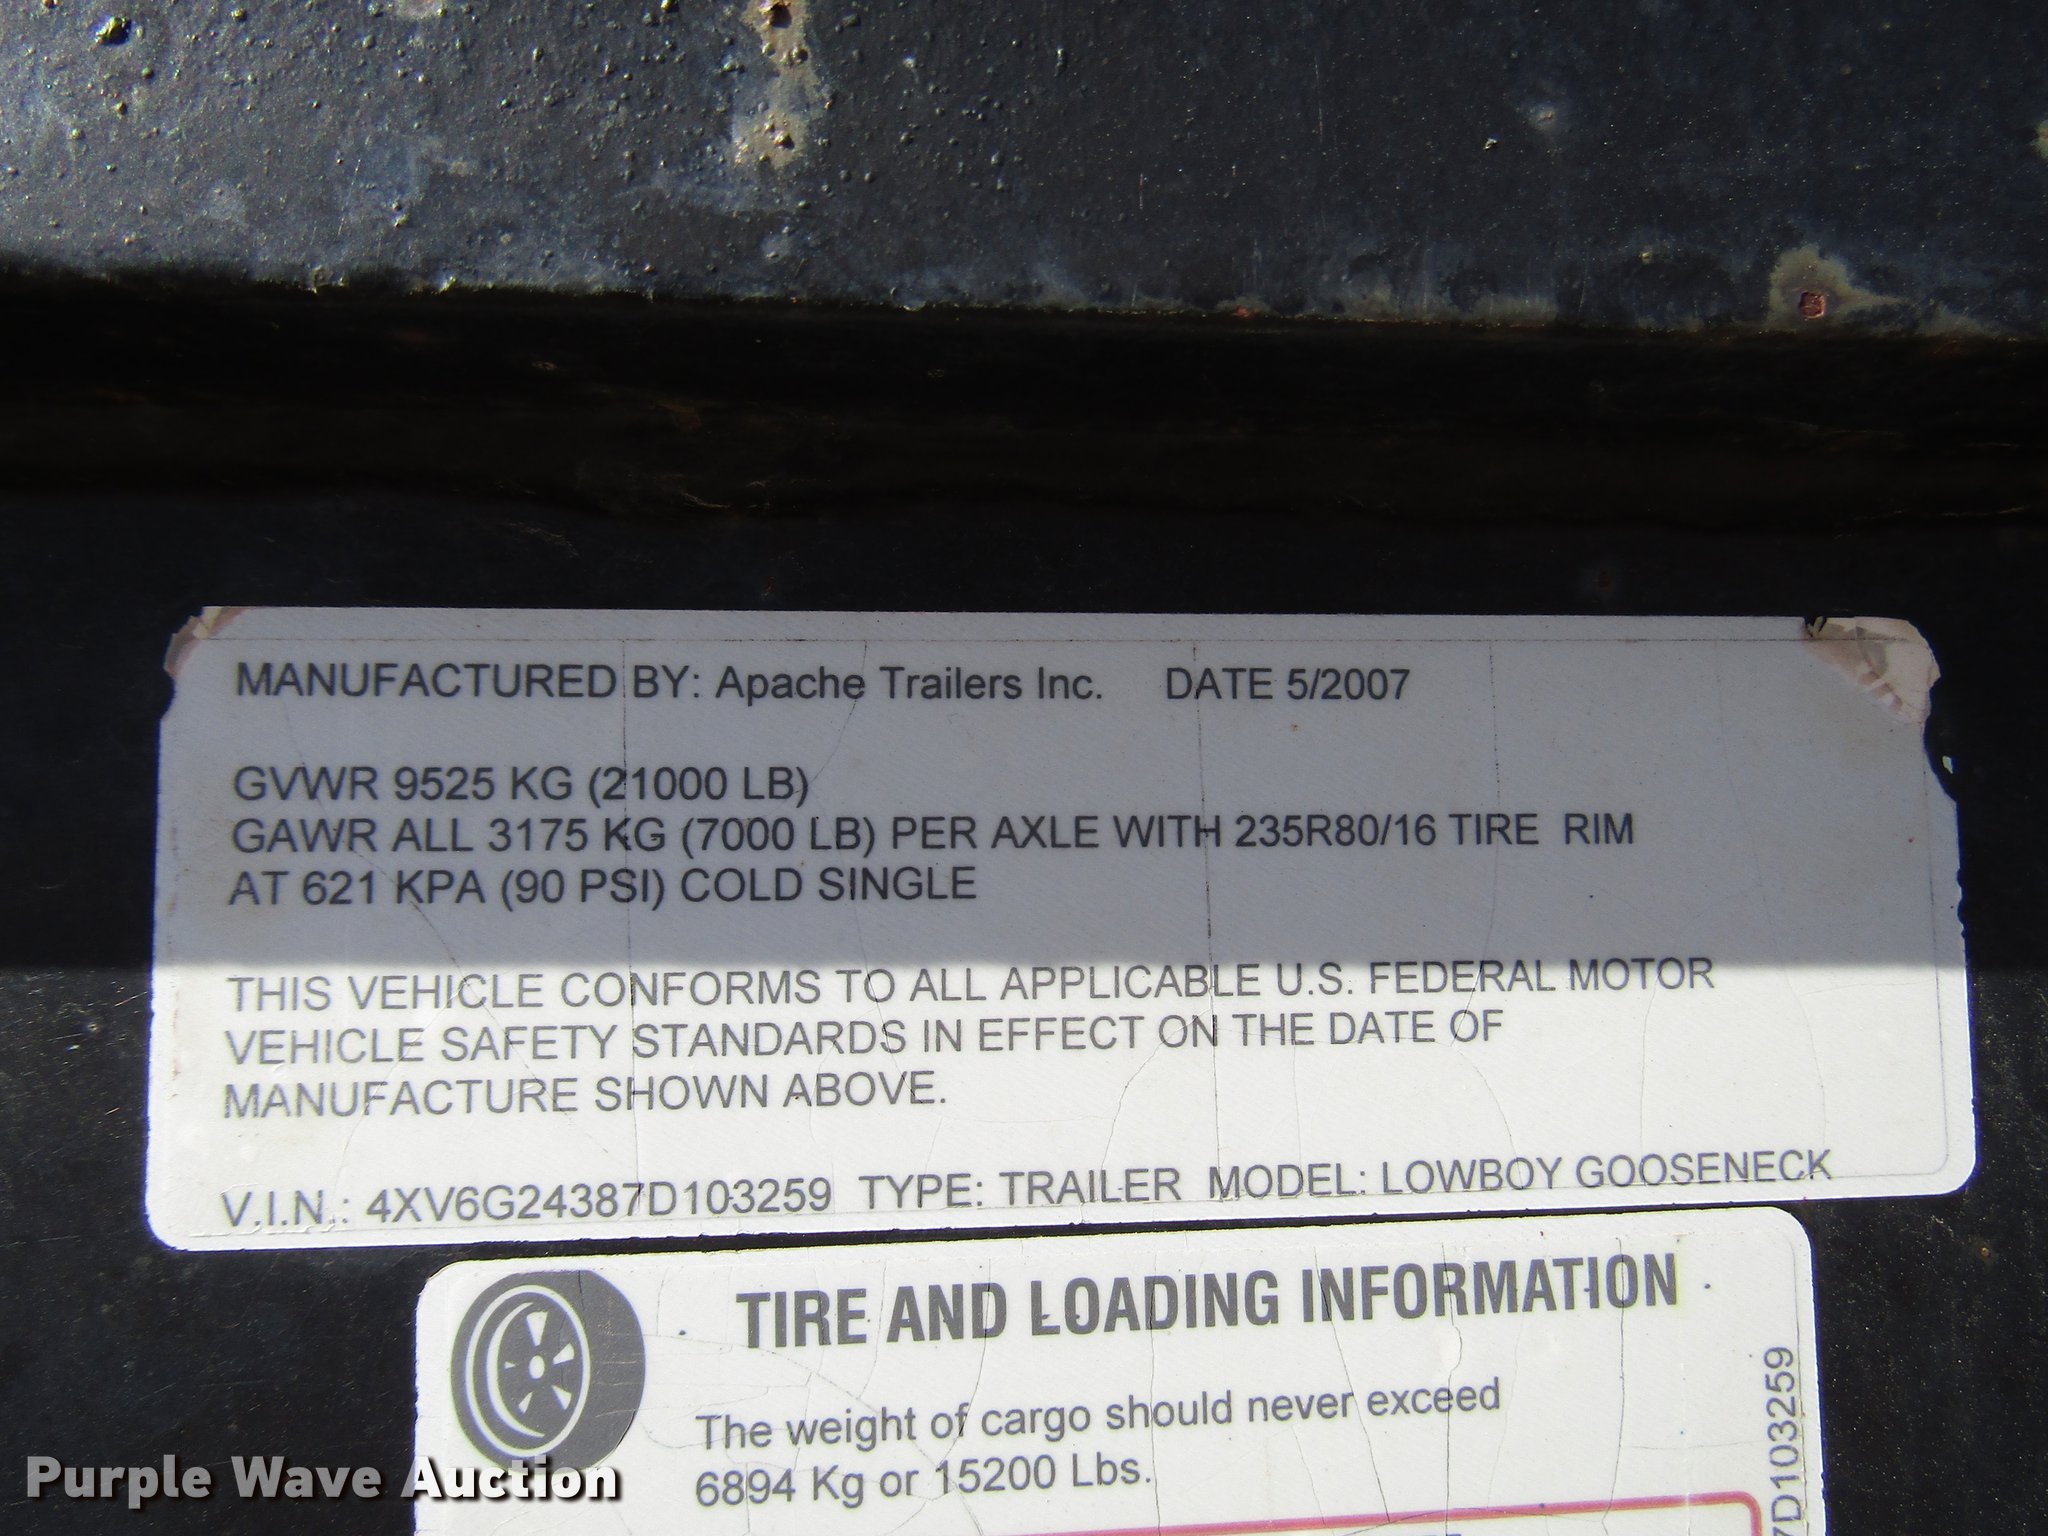 MANUFACTURED BY: Apache Trailers Inc. DATE 5/2007
GVWR 9525 KG (21000 LB)
GAWR ALL 3175 KG (7000 LB) PER AXLE WITH 235R80/16 TIRE RIM
AT 621 KPA (90 PSI) COLD SINGLE
THIS VEHICLE CONFORMS TO ALL APPLICABLE U.S. FEDERAL MOTOR
VEHICLE SAFETY STANDARDS IN EFFECT ON THE DATE OF
MANUFACTURE SHOWN ABOVE.
V.I.N.: 4XV6G24387D103259 TYPE: TRAILER MODEL: LOWBOY GOOSENECK
TIRE AND LOADING INFORMATION
The weight of cargo should never exceed
6894 Kg or 15200 Lbs.
7D103259
Purple Wave Auction